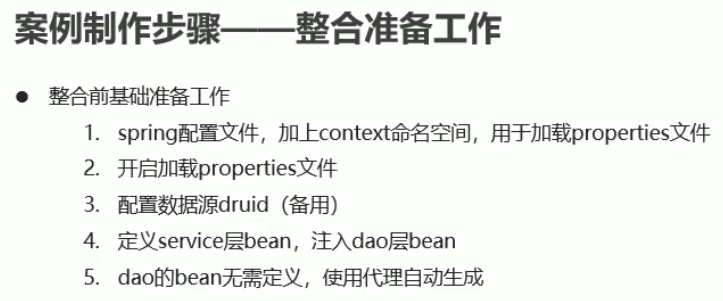 案例制作步骤——整合准备工作
● 整合前基础准备工作
1. spring配置文件，加上context命名空间，用于加载properties文件
2. 开启加载properties文件
3. 配置数据源druid（备用）
4. 定义service层bean，注入dao层bean
5. dao的bean无需定义，使用代理自动生成